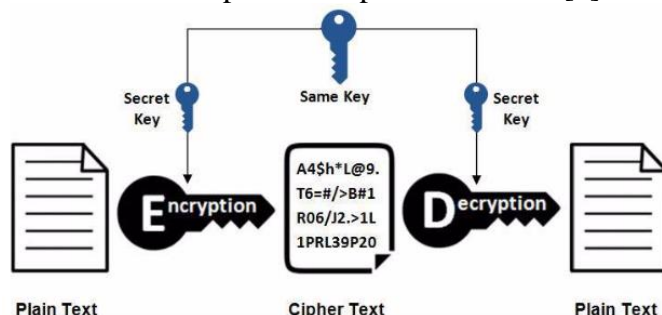 Secret
Key
Same Key
Secret
Key
Encryption
A4$h*L@9.
T6=#/>B#1
R06/J2.>1L
1PRL39P20
Decryption
Plain Text
Cipher Text
Plain Text